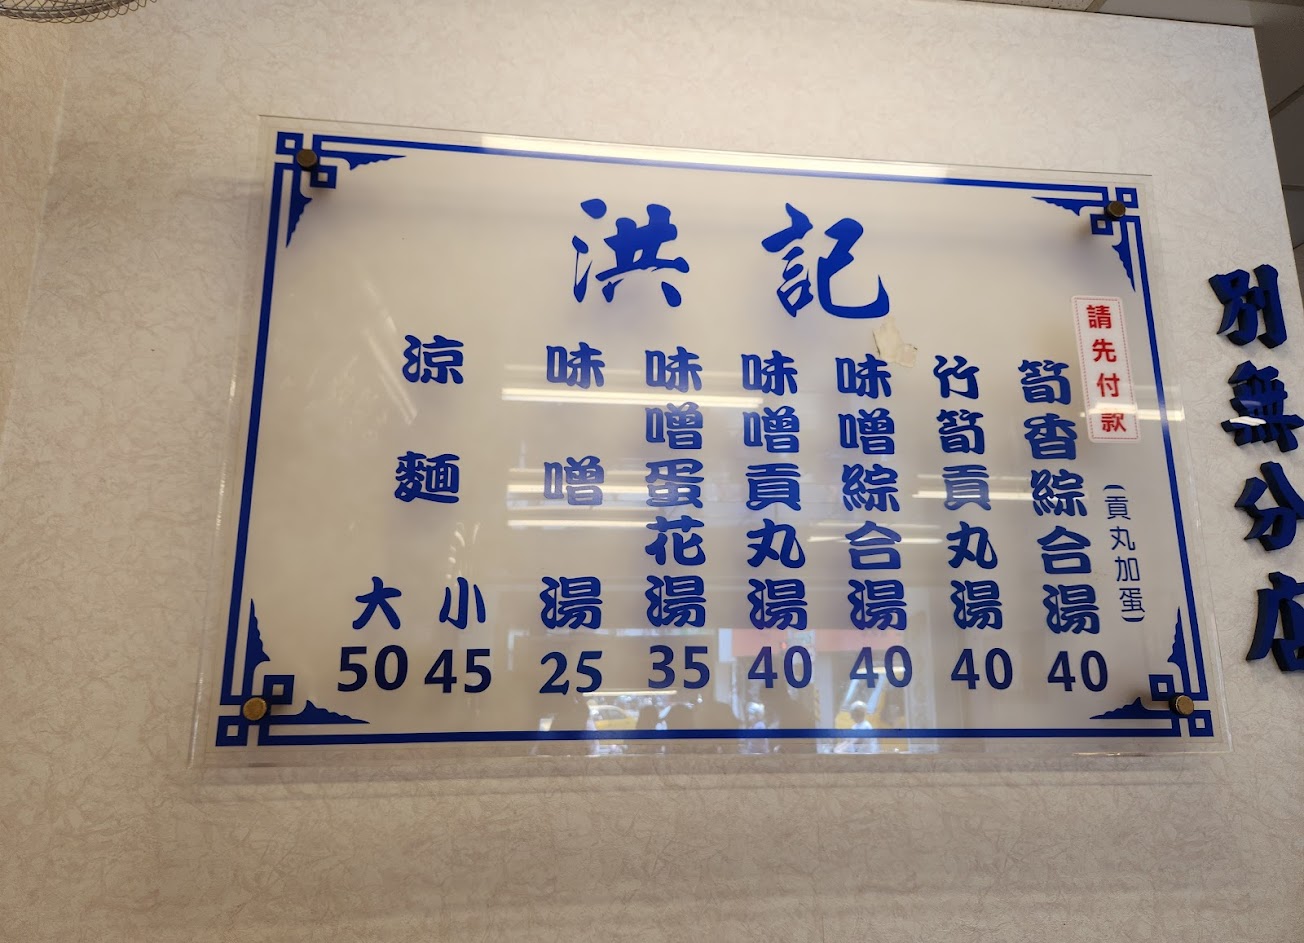 洪記
請先付款
筍香綜合湯 40
(貢丸加蛋)
竹筍貢丸湯 40
味噌綜合湯 40
味噌貢丸湯 40
味噌蛋花湯 35
味噌湯 25
涼麵
小 45
大 50
別無分店